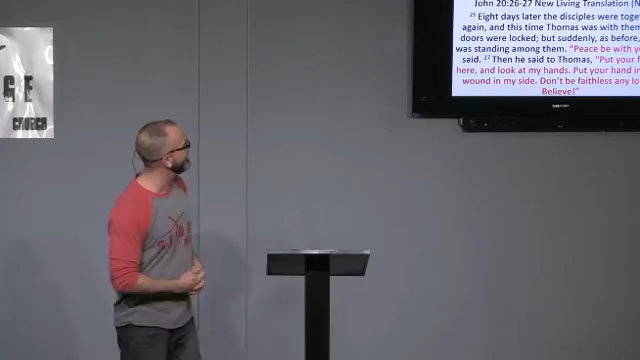 John 20:26-27 New Living Translation (N
26 Eight days later the disciples were toge
again, and this time Thomas was with them
doors were locked; but suddenly, as before,
was standing among them. "Peace be with y
said. 27 Then he said to Thomas, "Put your f
here, and look at my hands. Put your hand in
wound in my side. Don't be faithless any lo
Believe!"
G E
CHURCH